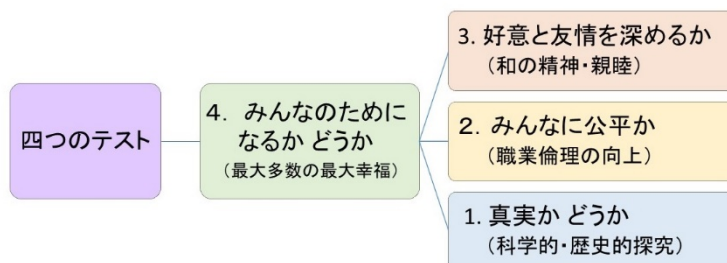 四つのテスト
4. みんなのために
なるか どうか
（最大多数の最大幸福）
3. 好意と友情を深めるか
（和の精神・親睦）
2. みんなに公平か
（職業倫理の向上）
1. 真実か どうか
（科学的・歴史的探究）